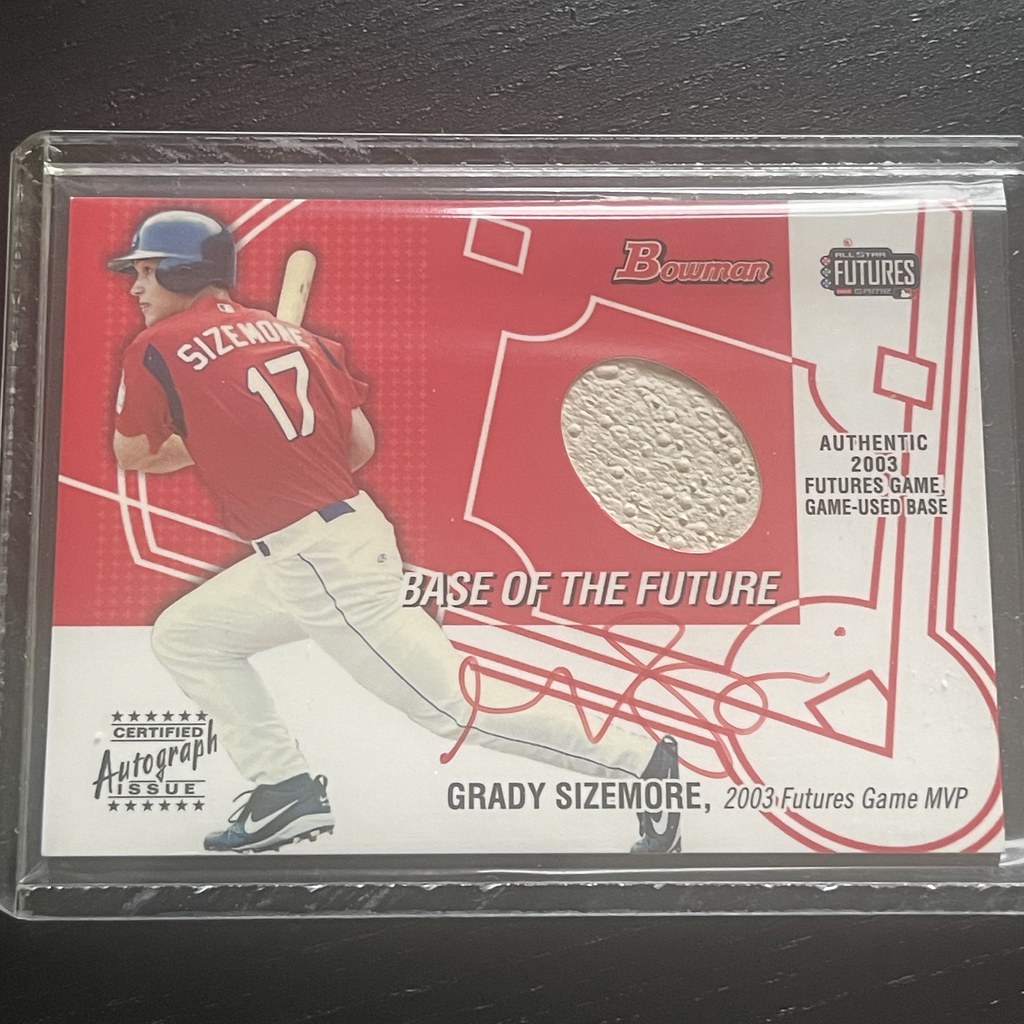 SIZEMORE
17
Bowman
ALL STAR
FUTURES
GAME
AUTHENTIC
2003
FUTURES GAME,
GAME-USED BASE
BASE OF THE FUTURE
CERTIFIED
Autograph
ISSUE
GRADY SIZEMORE, 2003 Futures Game MVP